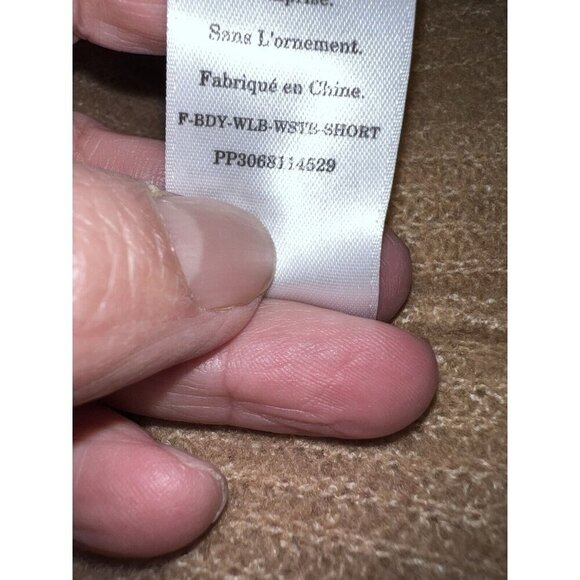 Sans L'ornement.
Fabriqué en Chine.
F-BDY-WLB-WSTB-SHORT
PP3068114529